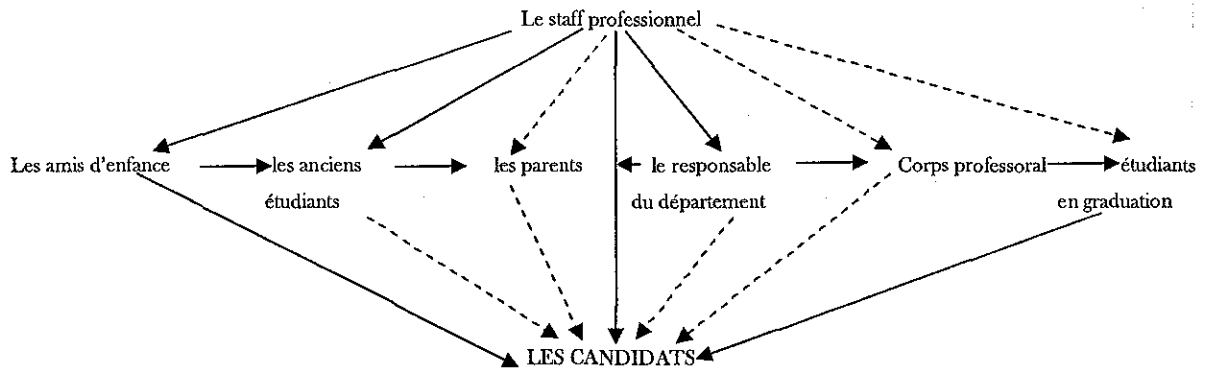 Le staff professionnel
Les amis d'enfance les anciens les parents le responsable Corps professoral étudiants
étudiants du département en graduation
LES CANDIDATS